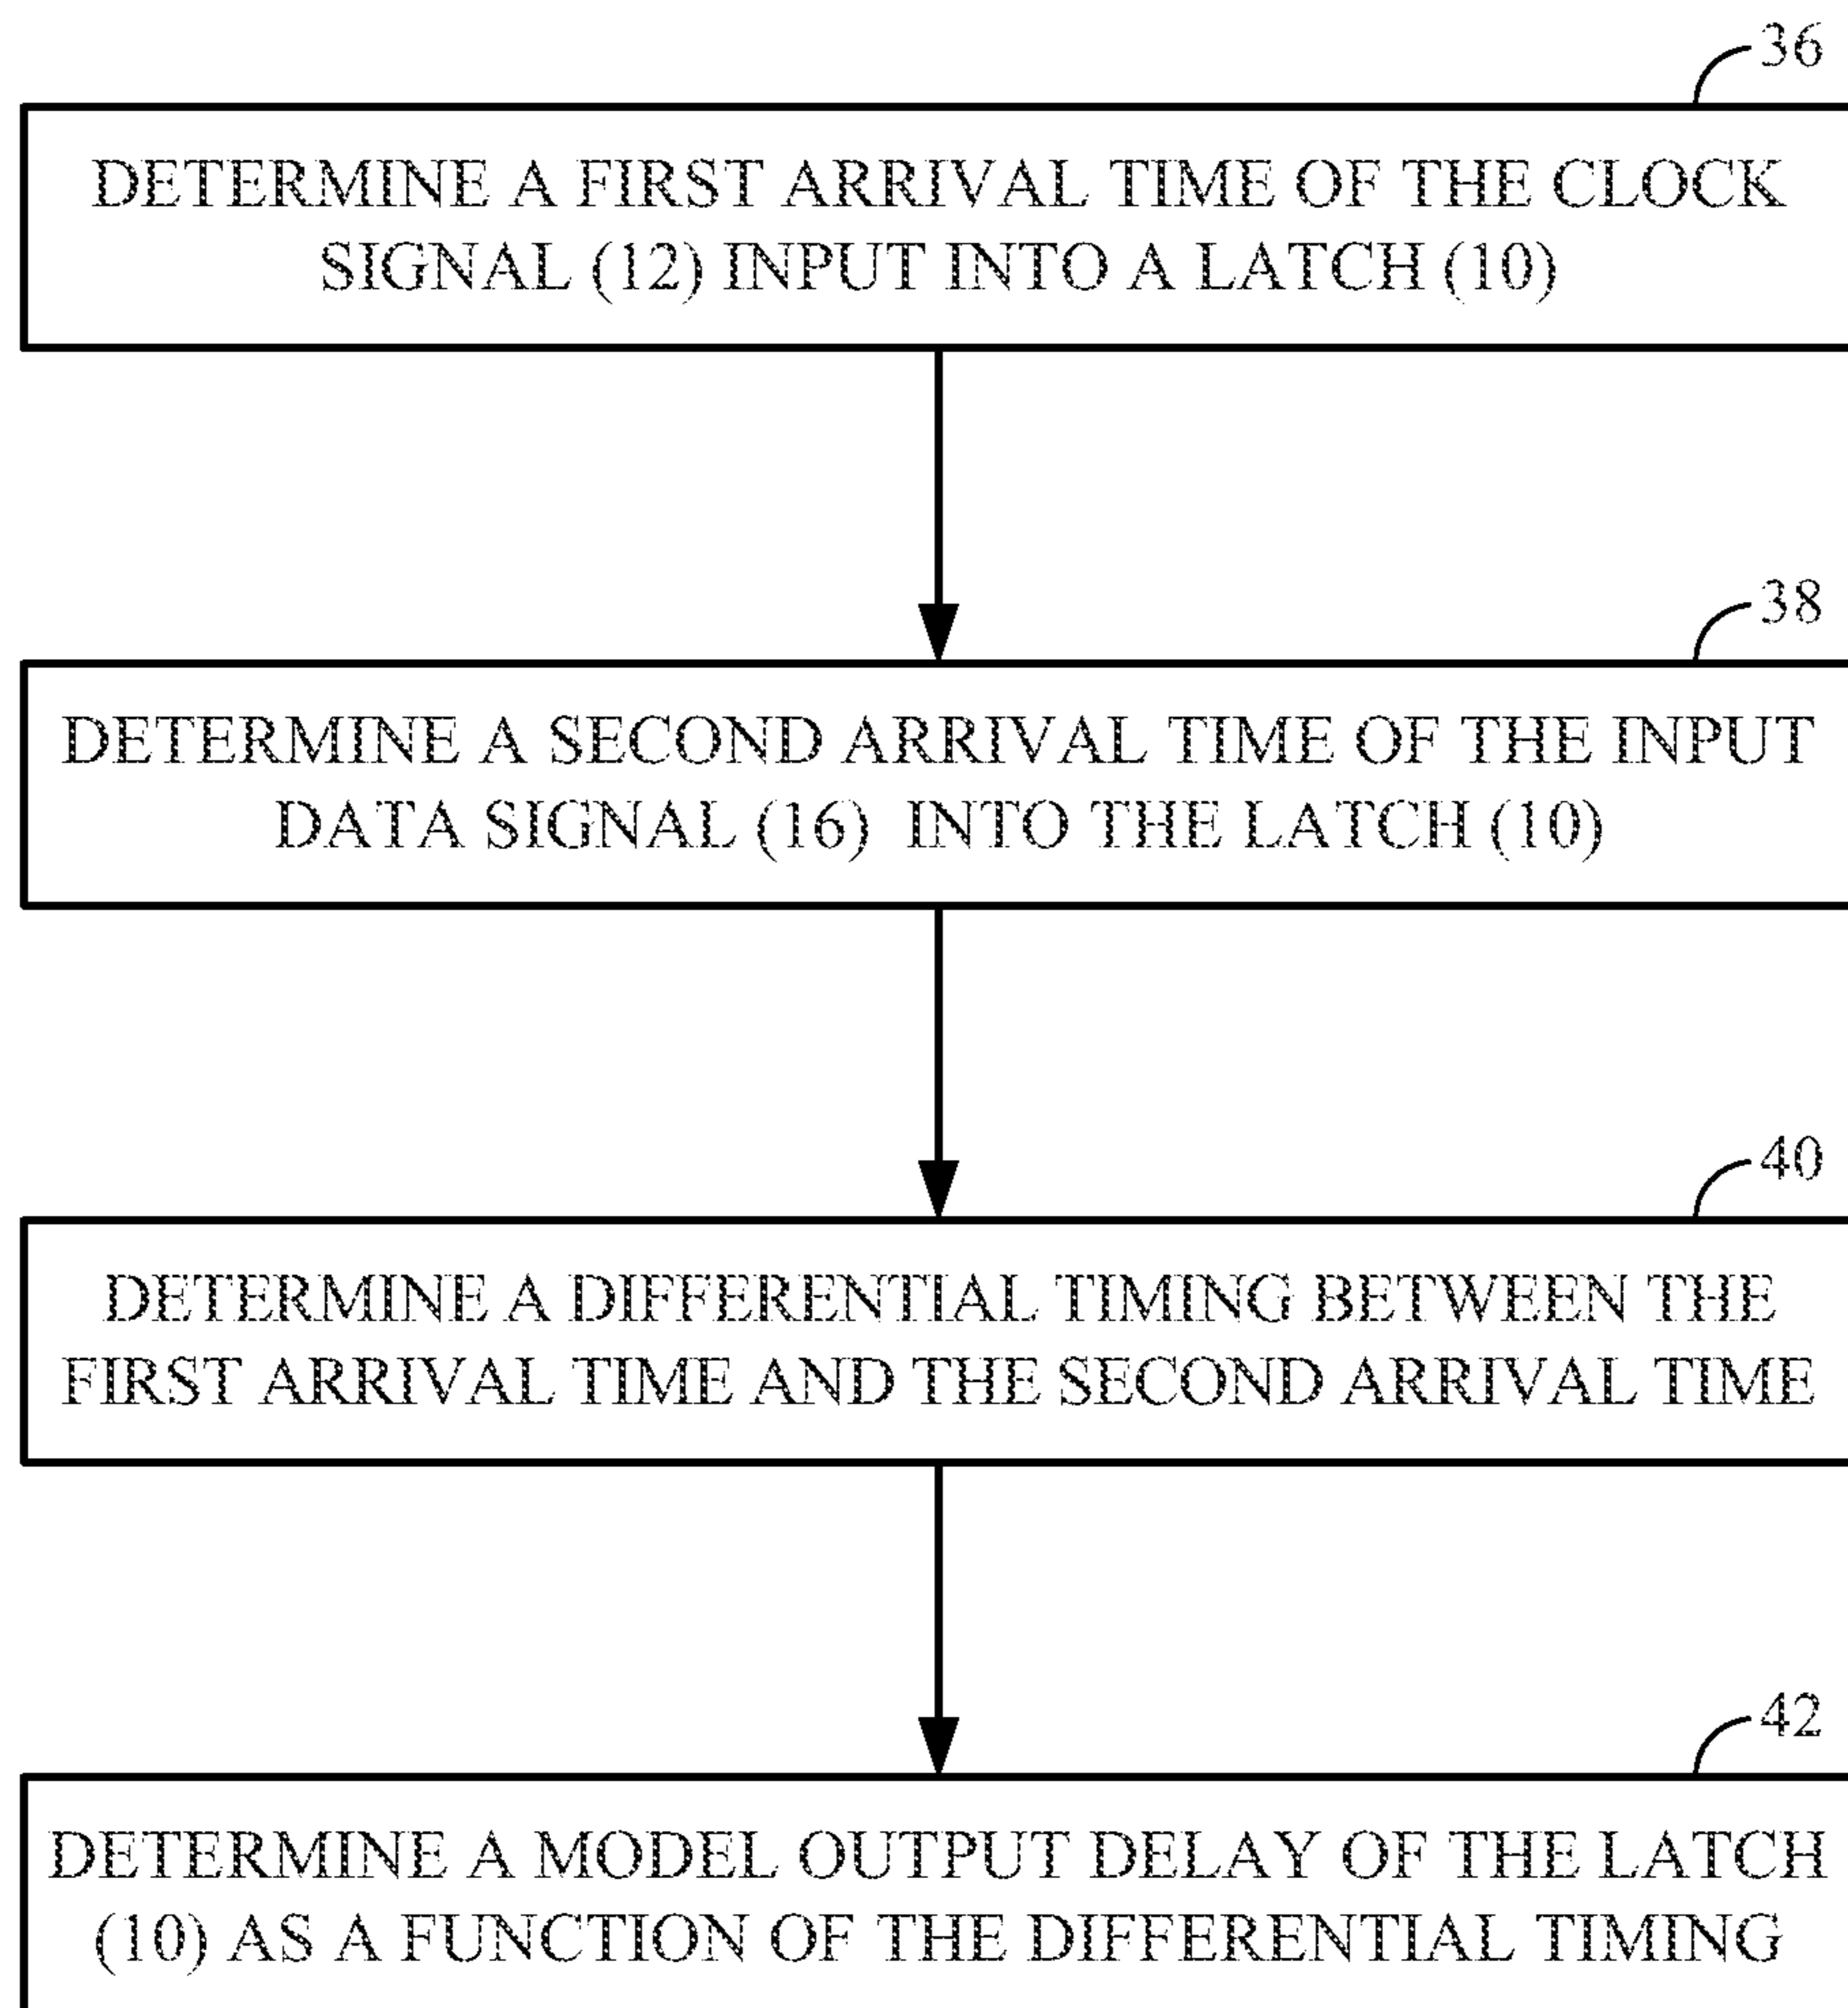 36
DETERMINE A FIRST ARRIVAL TIME OF THE CLOCK
SIGNAL (12) INPUT INTO A LATCH (10)
38
DETERMINE A SECOND ARRIVAL TIME OF THE INPUT
DATA SIGNAL (16) INTO THE LATCH (10)
40
DETERMINE A DIFFERENTIAL TIMING BETWEEN THE
FIRST ARRIVAL TIME AND THE SECOND ARRIVAL TIME
42
DETERMINE A MODEL OUTPUT DELAY OF THE LATCH
(10) AS A FUNCTION OF THE DIFFERENTIAL TIMING